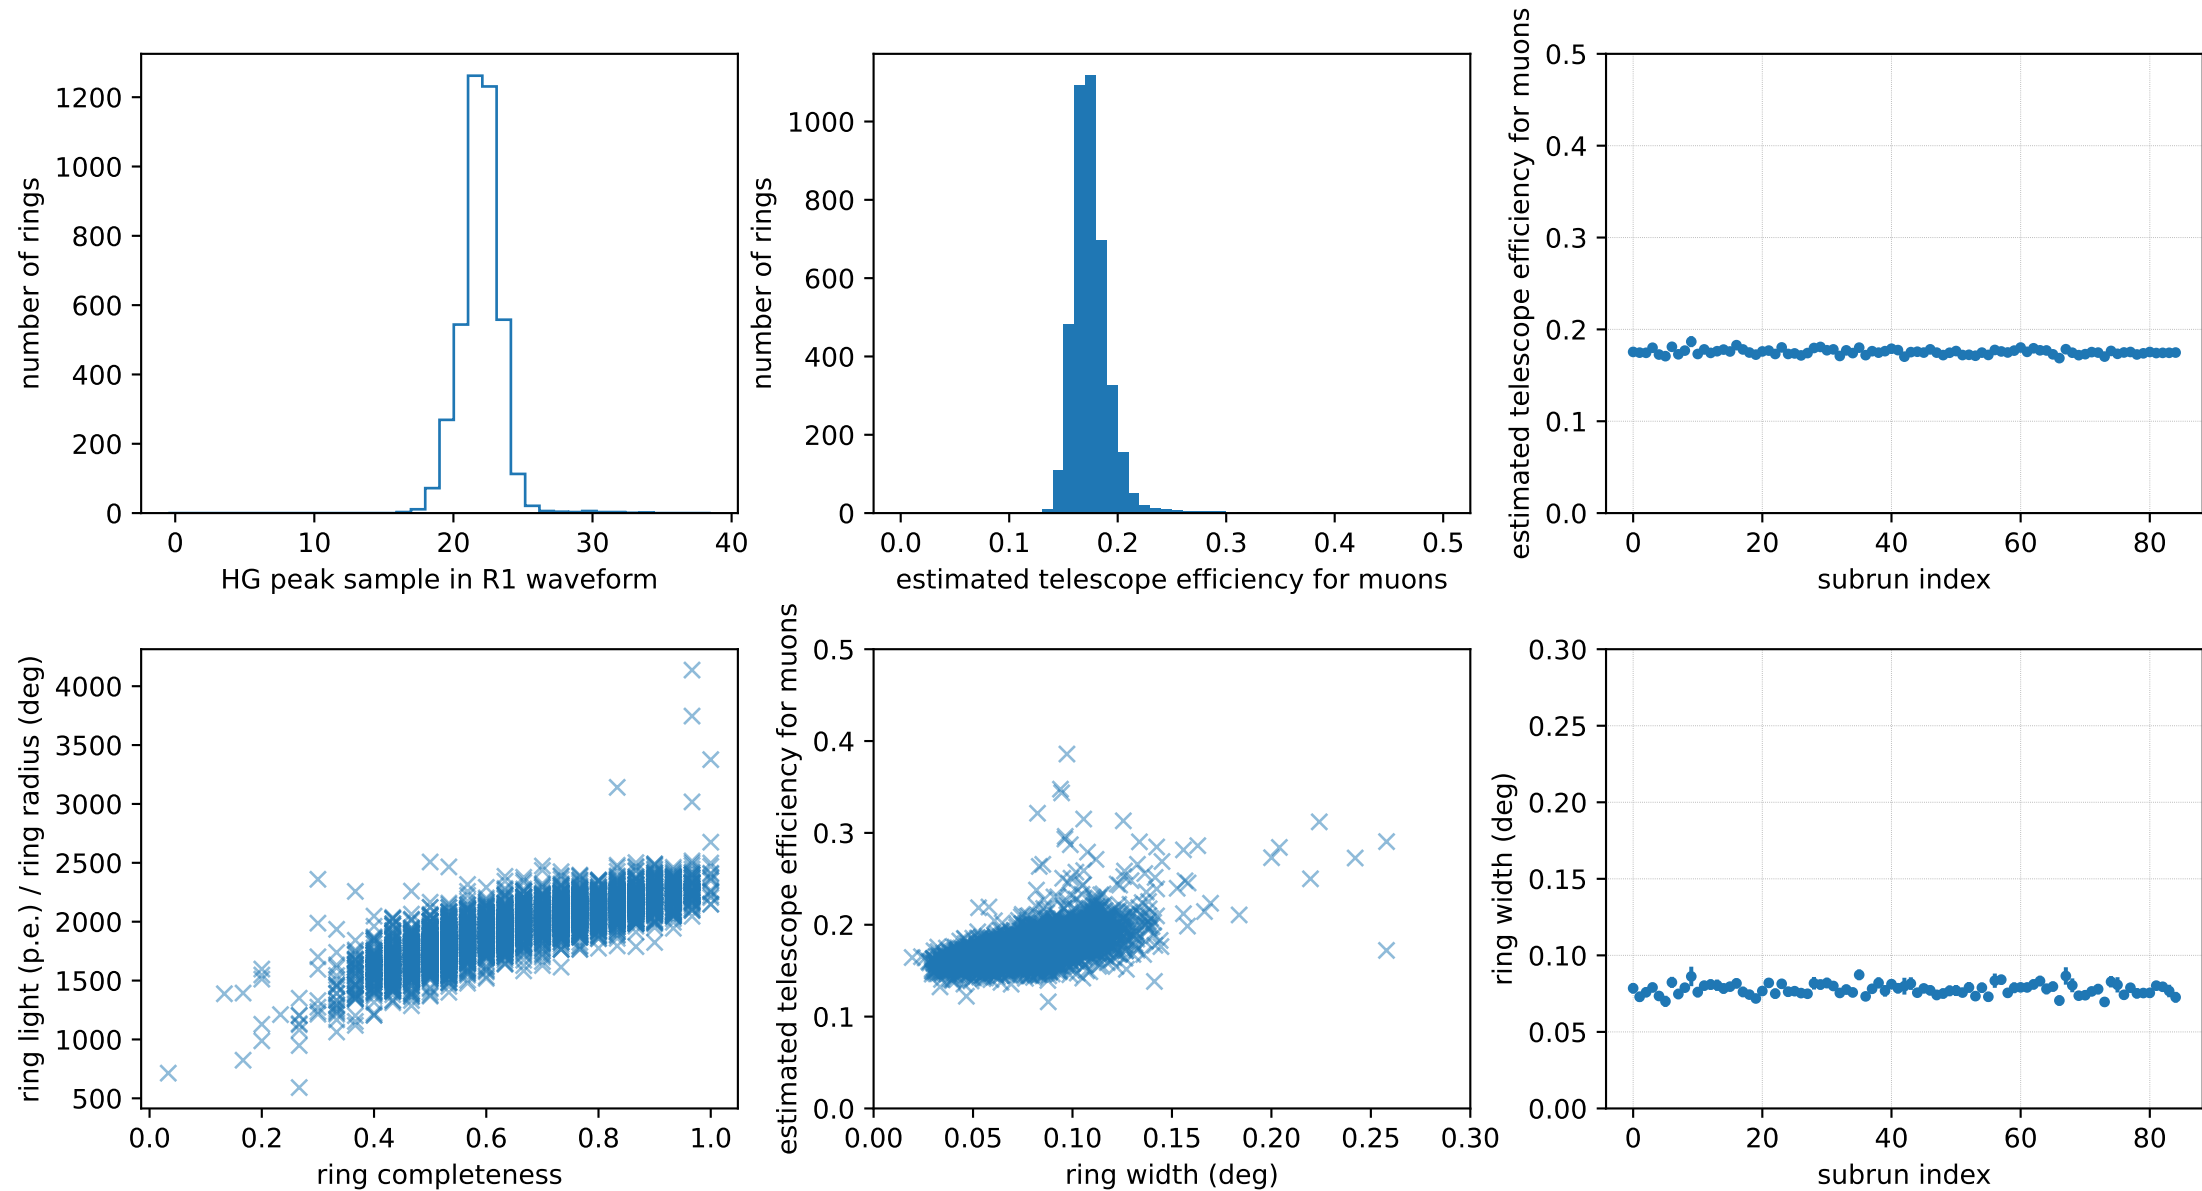 1200
1000
800
600
400
200
0
number of rings
0 10 20 30 40
HG peak sample in R1 waveform
1000
800
600
400
200
0
number of rings
0.0 0.1 0.2 0.3 0.4 0.5
estimated telescope efficiency for muons
0.5
0.4
0.3
0.2
0.1
0.0
estimated telescope efficiency for muons
0 20 40 60 80
subrun index
4000
3500
3000
2500
2000
1500
1000
500
ring light (p.e.) / ring radius (deg)
0.0 0.2 0.4 0.6 0.8 1.0
ring completeness
0.5
0.4
0.3
0.2
0.1
0.0
estimated telescope efficiency for muons
0.00 0.05 0.10 0.15 0.20 0.25 0.30
ring width (deg)
0.30
0.25
0.20
0.15
0.10
0.05
0.00
ring width (deg)
0 20 40 60 80
subrun index